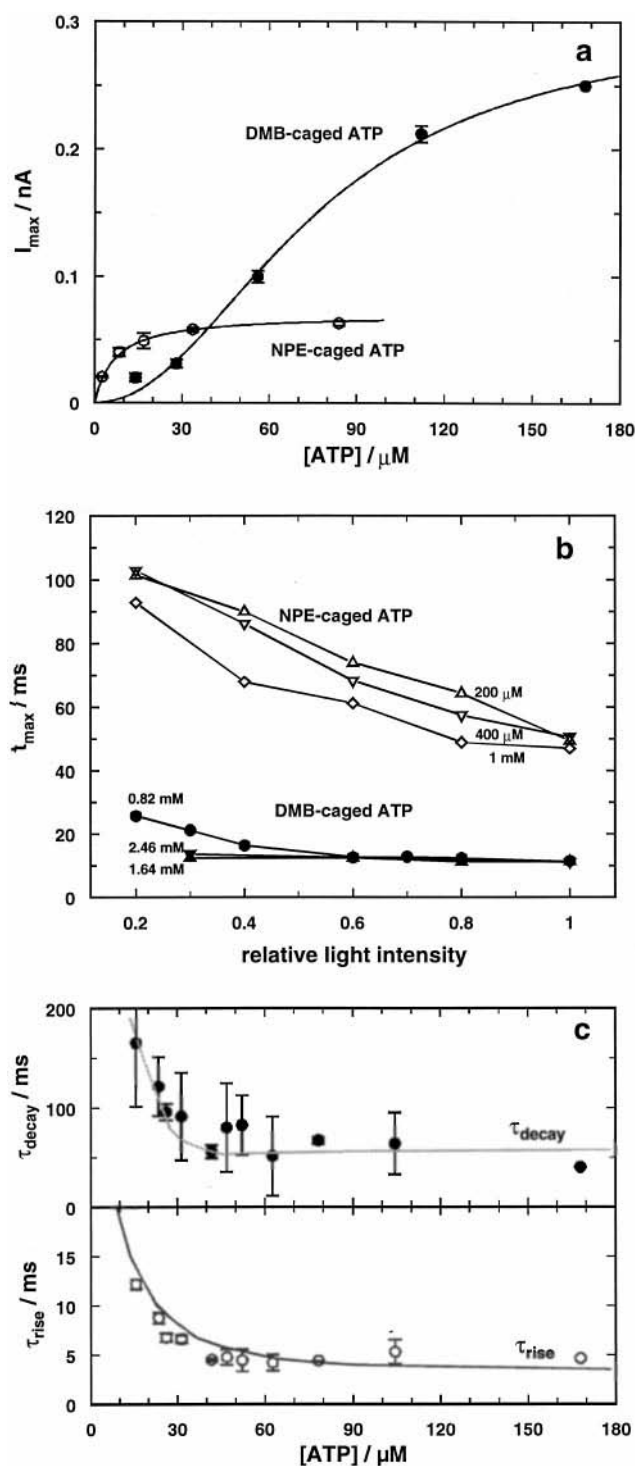 a
0.3
0.2
0.1
0
I_max / nA
DMB-caged ATP
NPE-caged ATP
0 30 60 90 120 150 180
[ATP] / μM
b
120
100
80
60
40
20
0
t_max / ms
NPE-caged ATP
200 μM
400 μM
1 mM
DMB-caged ATP
0.82 mM
2.46 mM
1.64 mM
0.2 0.4 0.6 0.8 1
relative light intensity
c
200
100
0
τ_decay / ms
τ_decay
15
10
5
0
τ_rise / ms
τ_rise
0 30 60 90 120 150 180
[ATP] / μM